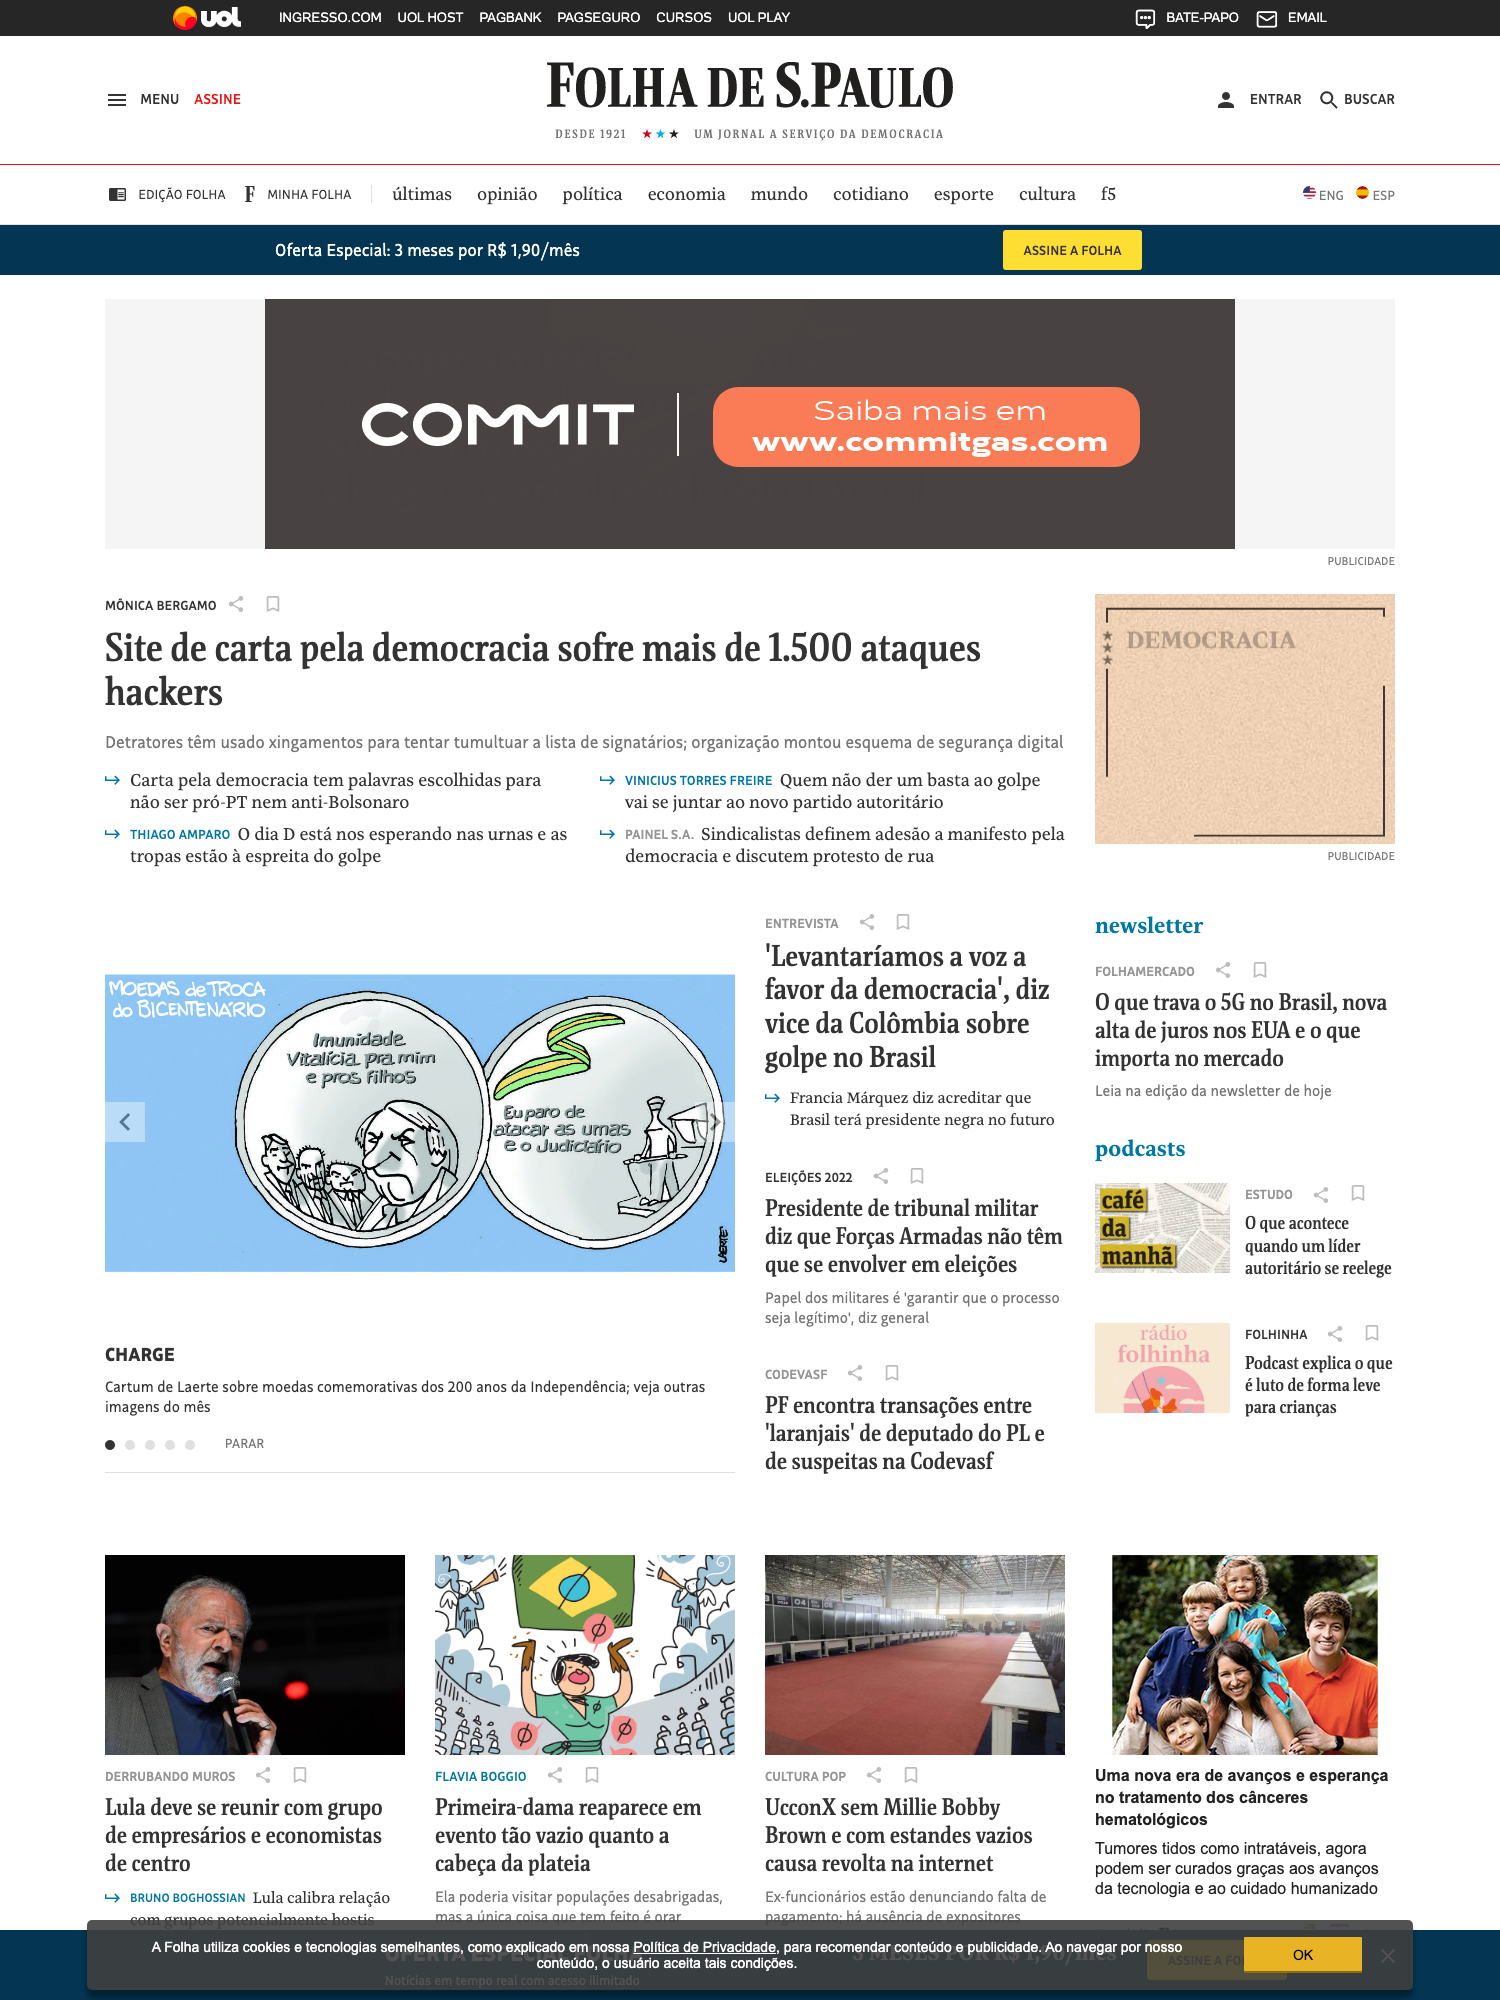 uol INGRESSO.COM UOL HOST PAGBANK PAGSEGURO CURSOS UOL PLAY BATE-PAPO EMAIL
MENU ASSINE
FOLHA DE S.PAULO
DESDE 1921 UM JORNAL A SERVIÇO DA DEMOCRACIA
ENTRAR BUSCAR
EDIÇÃO FOLHA F MINHA FOLHA últimas opinião política economia mundo cotidiano esporte cultura f5 ENG ESP
Oferta Especial: 3 meses por R$ 1,90/mês ASSINE A FOLHA
COMMIT
Saiba mais em
www.commitgas.com
PUBLICIDADE
MÔNICA BERGAMO
Site de carta pela democracia sofre mais de 1.500 ataques
hackers
Detratores têm usado xingamentos para tentar tumultuar a lista de signatários; organização montou esquema de segurança digital
Carta pela democracia tem palavras escolhidas para
não ser pró-PT nem anti-Bolsonaro
VINICIUS TORRES FREIRE Quem não der um basta ao golpe
vai se juntar ao novo partido autoritário
THIAGO AMPARO O dia D está nos esperando nas urnas e as
tropas estão à espreita do golpe
PAINEL S.A. Sindicalistas definem adesão a manifesto pela
democracia e discutem protesto de rua
DEMOCRACIA
PUBLICIDADE
MOEDAS de TROCA
do BICENTENÁRIO
Imunidade
Vitalícia pra mim
e pros filhos
Eu paro de
atacar as urnas
e o Judiciário
LAERTE
CHARGE
Cartum de Laerte sobre moedas comemorativas dos 200 anos da Independência; veja outras
imagens do mês
PARAR
ENTREVISTA
'Levantaríamos a voz a
favor da democracia', diz
vice da Colômbia sobre
golpe no Brasil
Francia Márquez diz acreditar que
Brasil terá presidente negra no futuro
ELEIÇÕES 2022
Presidente de tribunal militar
diz que Forças Armadas não têm
que se envolver em eleições
Papel dos militares é 'garantir que o processo
seja legítimo', diz general
CODEVASF
PF encontra transações entre
'laranjais' de deputado do PL e
de suspeitas na Codevasf
newsletter
FOLHAMERCADO
O que trava o 5G no Brasil, nova
alta de juros nos EUA e o que
importa no mercado
Leia na edição da newsletter de hoje
podcasts
café
da
manhã
ESTUDO
O que acontece
quando um líder
autoritário se reelege
rádio
folhinha
FOLHINHA
Podcast explica o que
é luto de forma leve
para crianças
DERRUBANDO MUROS
Lula deve se reunir com grupo
de empresários e economistas
de centro
BRUNO BOGHOSSIAN Lula calibra relação
com grupos potencialmente hostis
FLAVIA BOGGIO
Primeira-dama reaparece em
evento tão vazio quanto a
cabeça da plateia
Ela poderia visitar populações desabrigadas,
mas a única coisa que tem feito é orar
04
CULTURA POP
UcconX sem Millie Bobby
Brown e com estandes vazios
causa revolta na internet
Ex-funcionários estão denunciando falta de
pagamento; há ausência de expositores
Uma nova era de avanços e esperança
no tratamento dos cânceres
hematológicos
Tumores tidos como intratáveis, agora
podem ser curados graças aos avanços
da tecnologia e ao cuidado humanizado
A Folha utiliza cookies e tecnologias semelhantes, como explicado em nossa Política de Privacidade, para recomendar conteúdo e publicidade. Ao navegar por nosso
conteúdo, o usuário aceita tais condições.
OK
OFERTA ESPECIAL
3 MESES POR R$ 1,90/mês
ASSINE A FO
Notícias em tempo real com acesso ilimitado